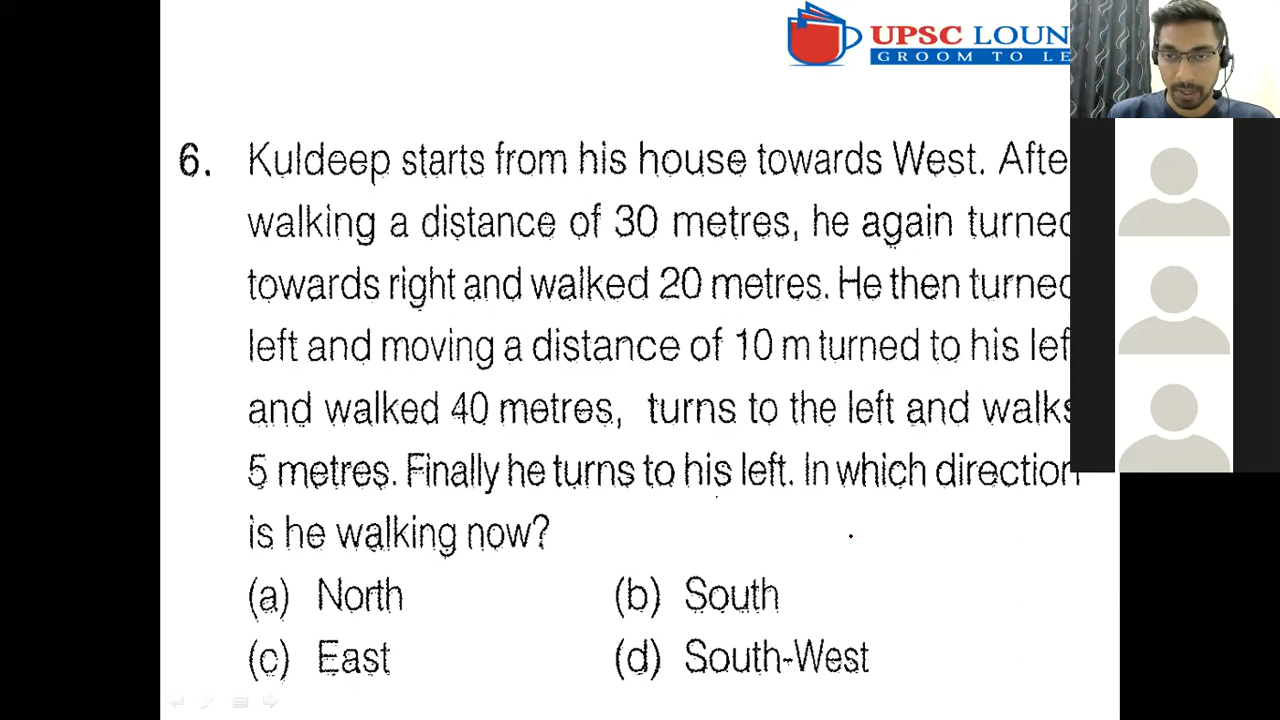 UPSC LOUN
GROOM TO LE
6. Kuldeep starts from his house towards West. Afte
walking a distance of 30 metres, he again turned
towards right and walked 20 metres. He then turned
left and moving a distance of 10 m turned to his lef
and walked 40 metres, turns to the left and walks
5 metres. Finally he turns to his left. In which direction
is he walking now?
(a) North (b) South
(c) East (d) South-West